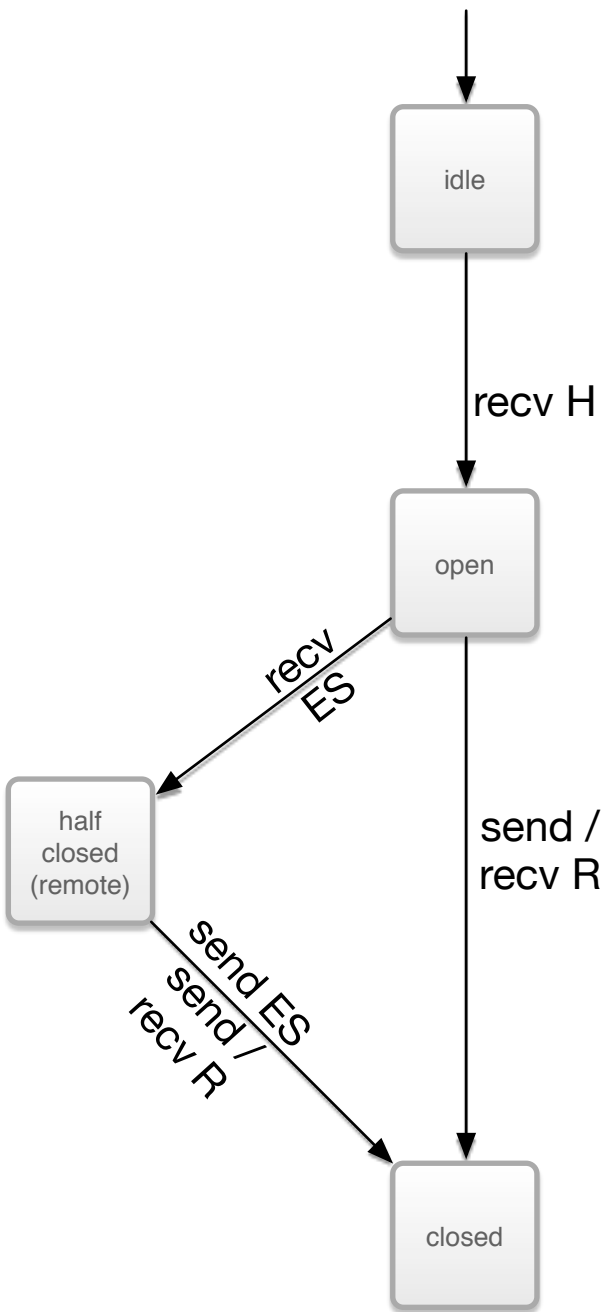 idle
recv H
open
recv
ES
send /
recv R
half
closed
(remote)
send ES
send /
recv R
closed